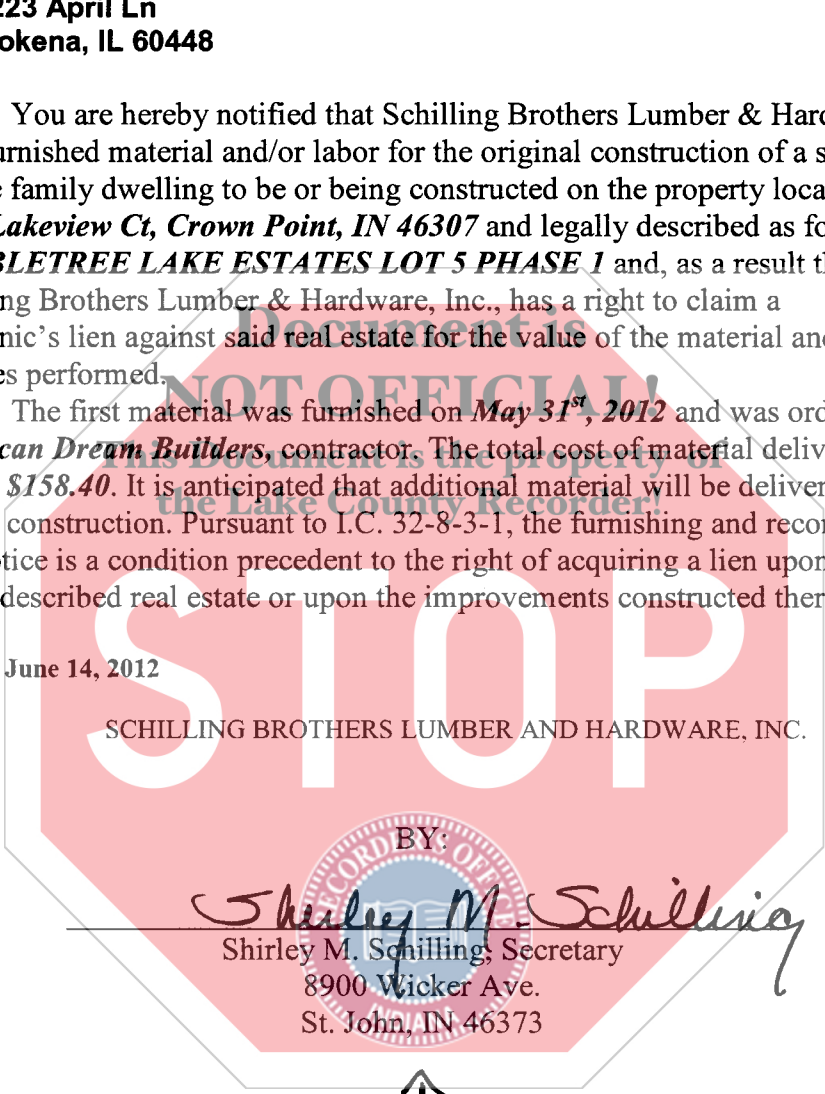 223 April Ln
okena, IL 60448
You are hereby notified that Schilling Brothers Lumber & Hard
urnished material and/or labor for the original construction of a s
e family dwelling to be or being constructed on the property loca
Lakeview Ct, Crown Point, IN 46307 and legally described as fo
BLETREE LAKE ESTATES LOT 5 PHASE 1 and, as a result t
ng Brothers Lumber & Hardware, Inc., has a right to claim a
nic's lien against said real estate for the value of the material an
es performed.
Document is
NOT OFFICIAL!
This Document is the property of
the Lake County Recorder!
The first material was furnished on May 31st, 2012 and was ord
can Dream Builders, contractor. The total cost of material deliv
$158.40. It is anticipated that additional material will be deliver
construction. Pursuant to I.C. 32-8-3-1, the furnishing and recor
tice is a condition precedent to the right of acquiring a lien upon
described real estate or upon the improvements constructed ther
STOP
June 14, 2012
SCHILLING BROTHERS LUMBER AND HARDWARE, INC.
BY:
RECORDER'S OFFICE
Shirley M. Schilling
Shirley M. Schilling, Secretary
8900 Wicker Ave.
St. John, IN 46373
INDIANA